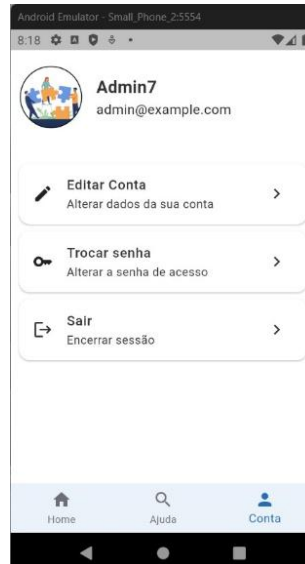 Android Emulator - Small_Phone_2:5554
8:18
Admin7
admin@example.com
Editar Conta
Alterar dados da sua conta
Trocar senha
Alterar a senha de acesso
Sair
Encerrar sessão
Home
Ajuda
Conta